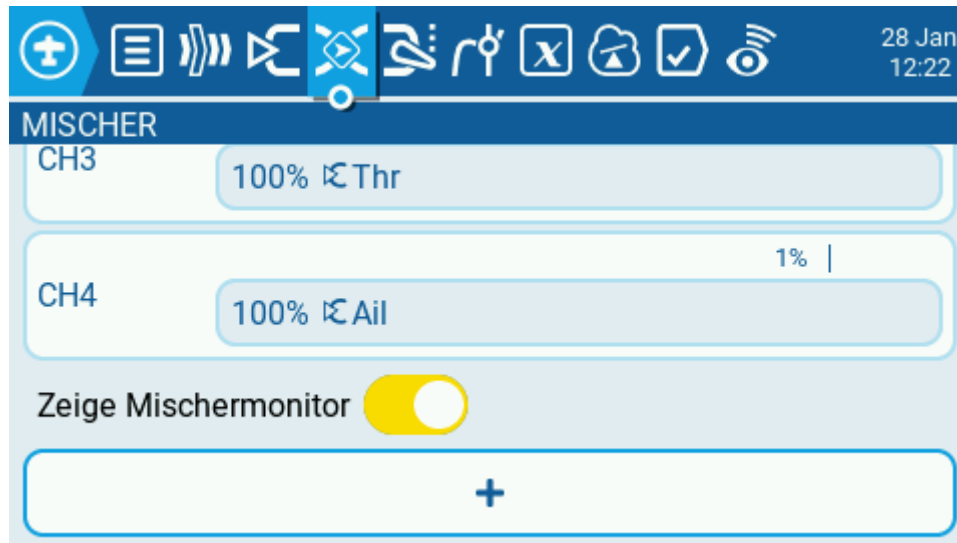 28 Jan
12:22
MISCHER
CH3
100% Thr
1%
CH4
100% Ail
Zeige Mischermonitor
+